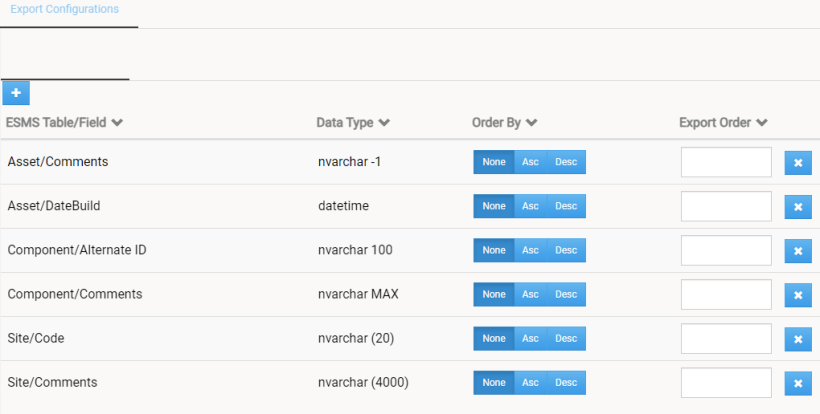 Export Configurations
+
ESMS Table/Field Data Type Order By Export Order
Asset/Comments nvarchar -1 None Asc Desc
Asset/DateBuild datetime None Asc Desc
Component/Alternate ID nvarchar 100 None Asc Desc
Component/Comments nvarchar MAX None Asc Desc
Site/Code nvarchar (20) None Asc Desc
Site/Comments nvarchar (4000) None Asc Desc